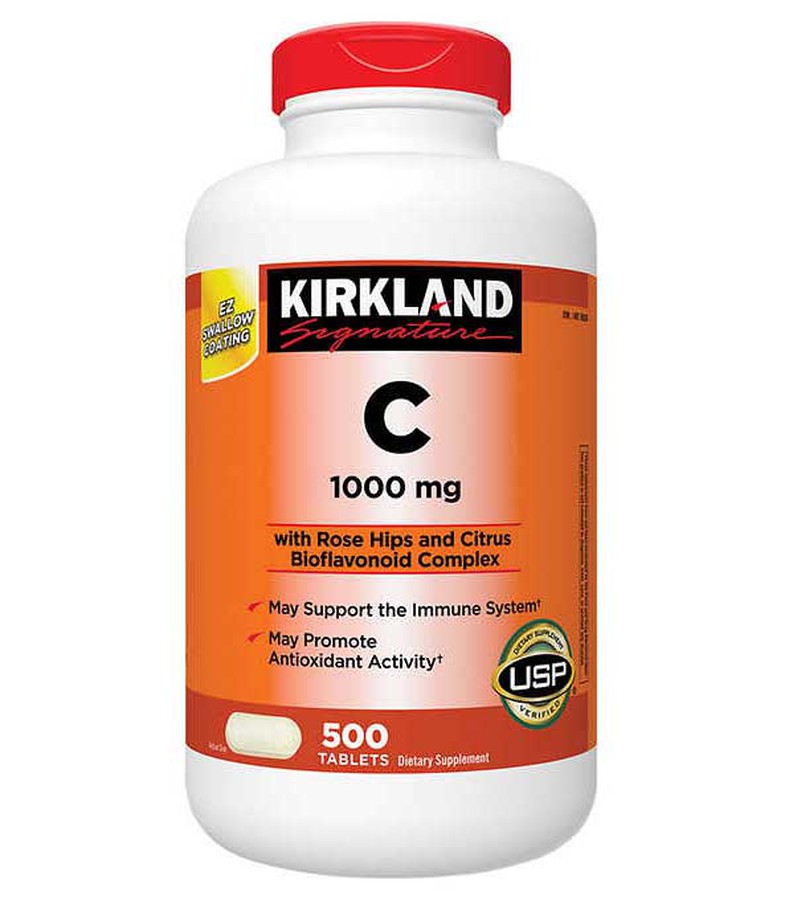 EZ
SWALLOW
COATING
KIRKLAND
Signature
C
1000 mg
with Rose Hips and Citrus
Bioflavonoid Complex
May Support the Immune System†
May Promote
Antioxidant Activity†
DIETARY SUPPLEMENT
USP
VERIFIED
500
TABLETS Dietary Supplement